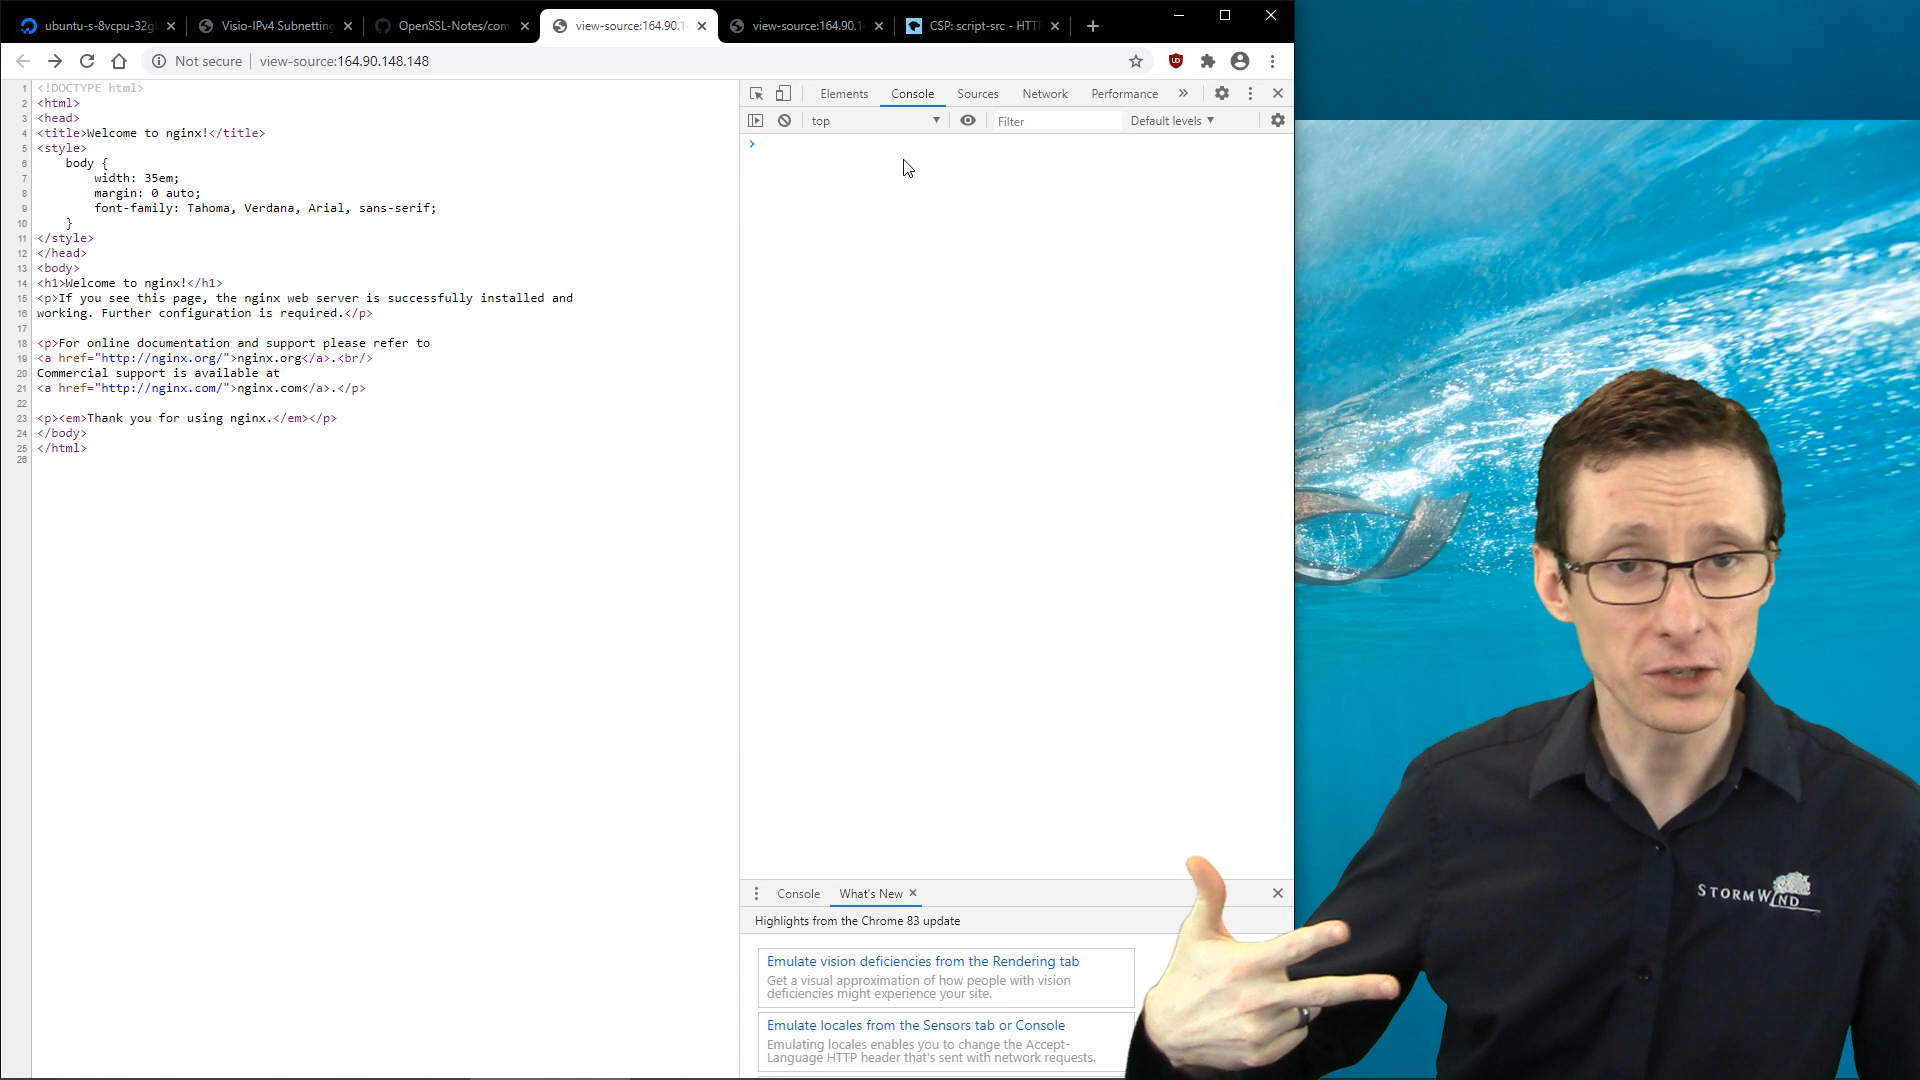 ubuntu-s-8vcpu-32g
Visio-IPv4 Subnetting
OpenSSL-Notes/com
view-source:164.90.1
view-source:164.90.1
CSP: script-src - HTT
Not secure
view-source:164.90.148.148
1 <!DOCTYPE html>
2 <html>
3 <head>
4 <title>Welcome to nginx!</title>
5 <style>
6 body {
7 width: 35em;
8 margin: 0 auto;
9 font-family: Tahoma, Verdana, Arial, sans-serif;
10 }
11 </style>
12 </head>
13 <body>
14 <h1>Welcome to nginx!</h1>
15 <p>If you see this page, the nginx web server is successfully installed and
16 working. Further configuration is required.</p>
17
18 <p>For online documentation and support please refer to
19 <a href="http://nginx.org/">nginx.org</a>.<br/>
20 Commercial support is available at
21 <a href="http://nginx.com/">nginx.com</a>.</p>
22
23 <p><em>Thank you for using nginx.</em></p>
24 </body>
25 </html>
26
Elements Console Sources Network Performance »
top Filter Default levels
Console What's New
Highlights from the Chrome 83 update
Emulate vision deficiencies from the Rendering tab
Get a visual approximation of how people with vision
deficiencies might experience your site.
Emulate locales from the Sensors tab or Console
Emulating locales enables you to change the Accept-
Language HTTP header that's sent with network requests.
STORMWIND